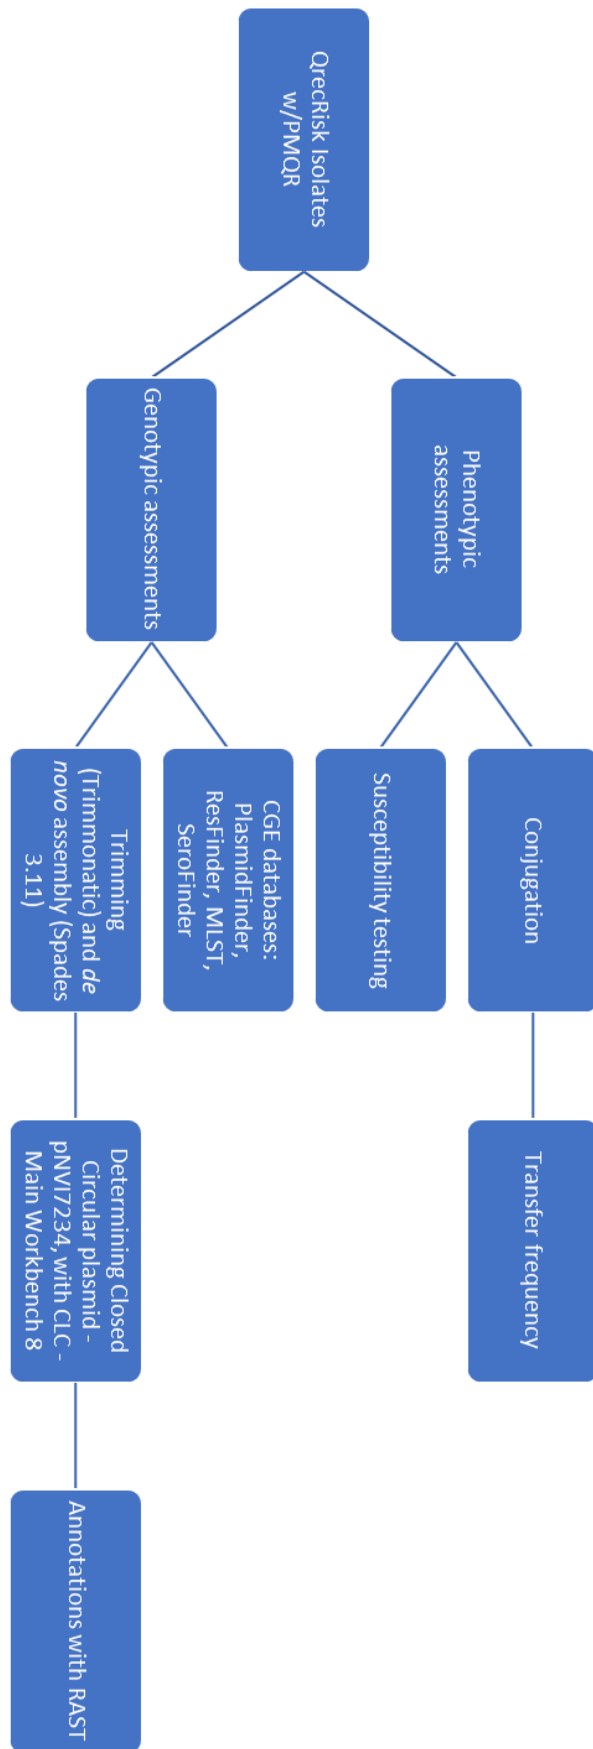 QrecRisk Isolates
w/PMQR
Phenotypic
assessments
Genotypic assessments
Conjugation
Susceptibility testing
CGE databases:
PlasmidFinder,
ResFinder, MLST,
SeroFinder
Trimming
(Trimmonatic) and de
novo assembly (Spades
3.11)
Transfer frequency
Determining Closed
Circular plasmid -
pNVI7234, with CLC -
Main Workbench 8
Annotations with RAST